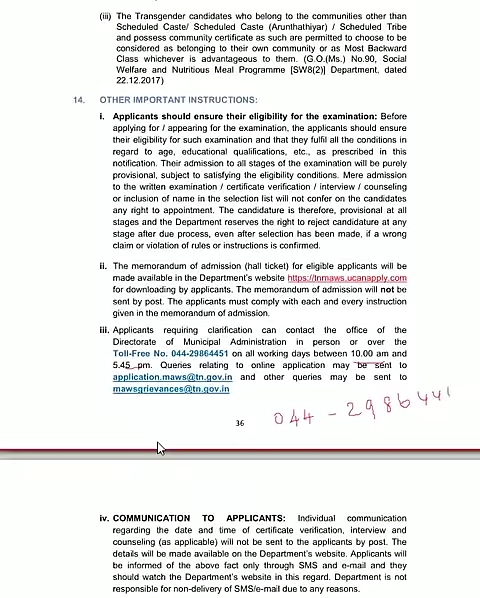 (iii) The Transgender candidates who belong to the communities other than
Scheduled Caste/ Scheduled Caste (Arunthathiyar) / Scheduled Tribe
and possess community certificate as such are permitted to choose to be
considered as belonging to their own community or as Most Backward
Class whichever is advantageous to them. (G.O.(Ms.) No.90, Social
Welfare and Nutritious Meal Programme [SW8(2)] Department, dated
22.12.2017)
14. OTHER IMPORTANT INSTRUCTIONS:
i. Applicants should ensure their eligibility for the examination: Before
applying for / appearing for the examination, the applicants should ensure
their eligibility for such examination and that they fulfil all the conditions in
regard to age, educational qualifications, etc., as prescribed in this
notification. Their admission to all stages of the examination will be purely
provisional, subject to satisfying the eligibility conditions. Mere admission
to the written examination / certificate verification / interview / counseling
or inclusion of name in the selection list will not confer on the candidates
any right to appointment. The candidature is therefore, provisional at all
stages and the Department reserves the right to reject candidature at any
stage after due process, even after selection has been made, if a wrong
claim or violation of rules or instructions is confirmed.
ii. The memorandum of admission (hall ticket) for eligible applicants will be
made available in the Department's website https://tnmaws.ucanapply.com
for downloading by applicants. The memorandum of admission will not be
sent by post. The applicants must comply with each and every instruction
given in the memorandum of admission.
iii. Applicants requiring clarification can contact the office of the
Directorate of Municipal Administration in person or over the
Toll-Free No. 044-29864451 on all working days between 10.00 am and
5.45 pm. Queries relating to online application may be sent to
application.maws@tn.gov.in and other queries may be sent to
mawsgrievances@tn.gov.in
36
044 - 2986441
iv. COMMUNICATION TO APPLICANTS: Individual communication
regarding the date and time of certificate verification, interview and
counseling (as applicable) will not be sent to the applicants by post. The
details will be made available on the Department's website. Applicants will
be informed of the above fact only through SMS and e-mail and they
should watch the Department's website in this regard. Department is not
responsible for non-delivery of SMS/e-mail due to any reasons.